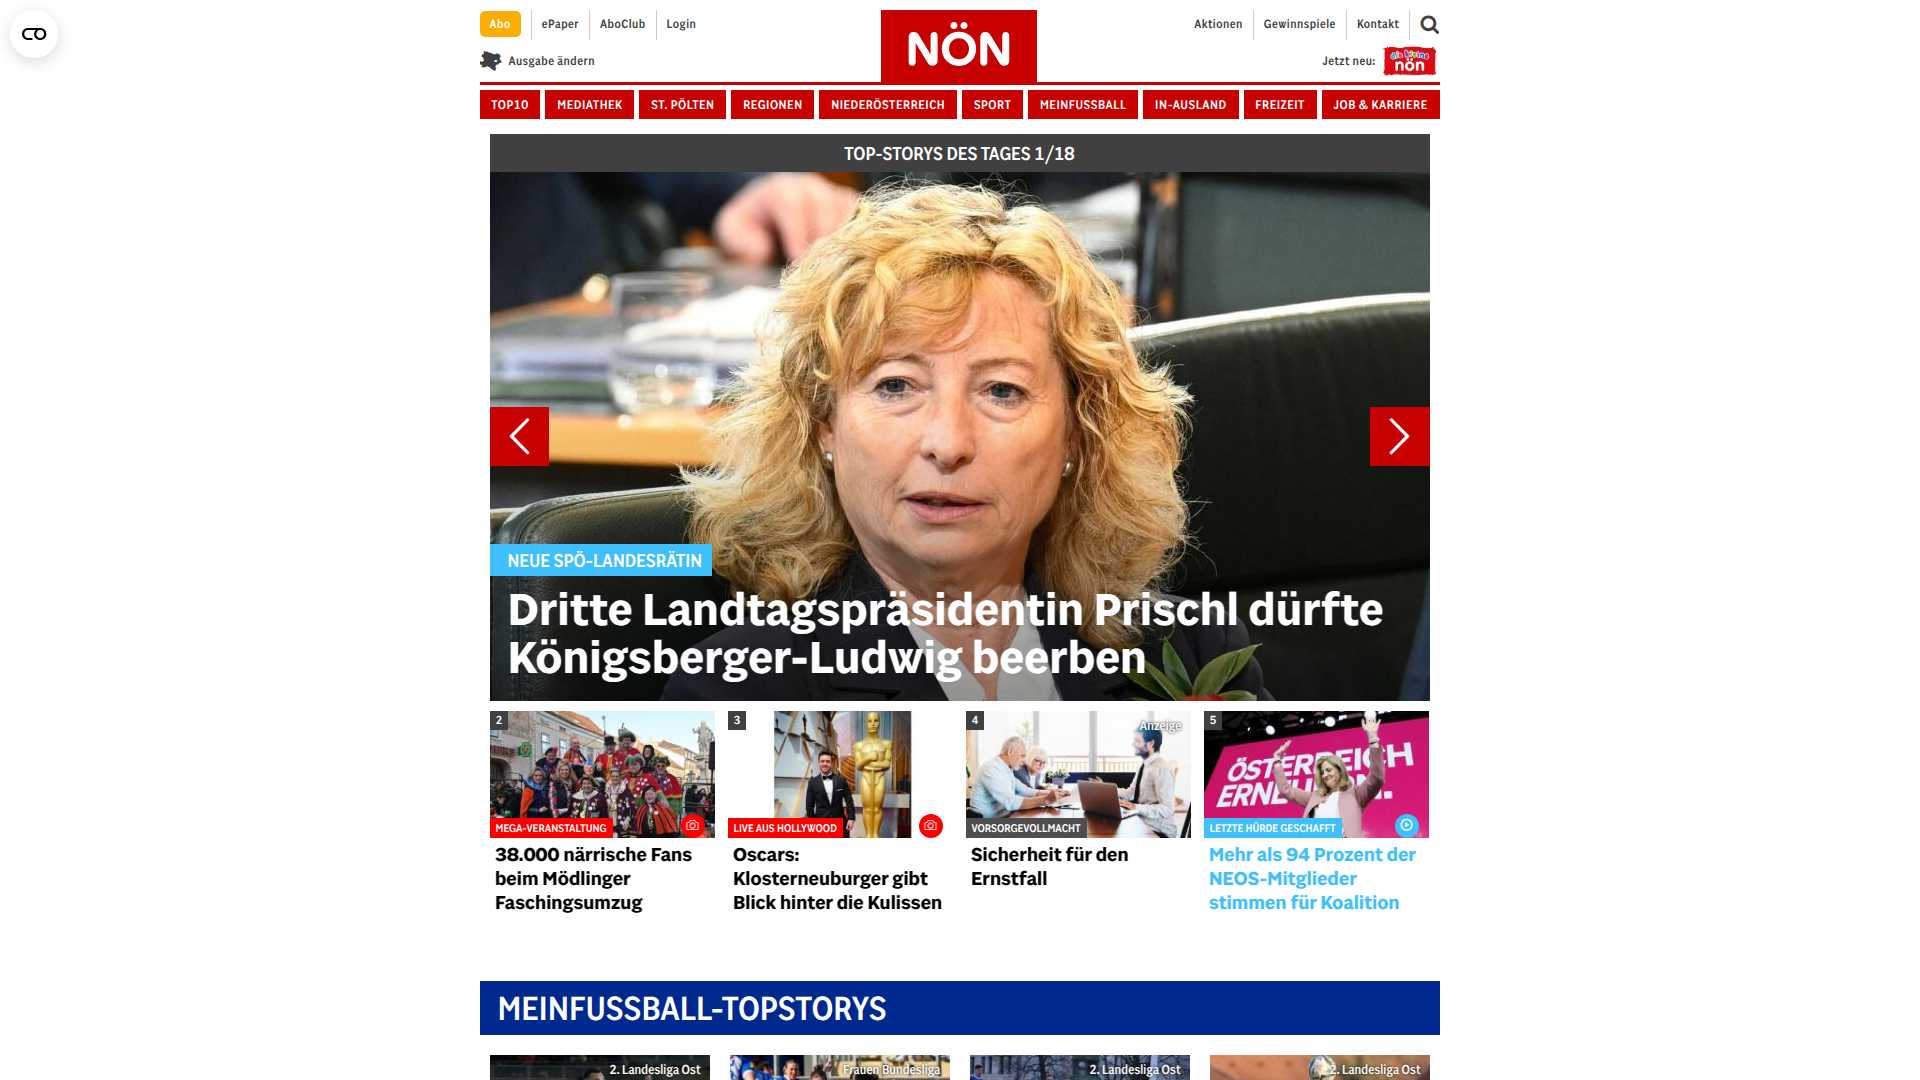 Abo
ePaper
AboClub
Login
NÖN
Aktionen
Gewinnspiele
Kontakt
Ausgabe ändern
Jetzt neu:
die kleine
nön
TOP10
MEDIATHEK
ST. PÖLTEN
REGIONEN
NIEDERÖSTERREICH
SPORT
MEINFUSSBALL
IN-AUSLAND
FREIZEIT
JOB & KARRIERE
TOP-STORYS DES TAGES 1/18
NEUE SPÖ-LANDESRÄTIN
Dritte Landtagspräsidentin Prischl dürfte
Königsberger-Ludwig beerben
2
MEGA-VERANSTALTUNG
38.000 närrische Fans
beim Mödlinger
Faschingsumzug
3
LIVE AUS HOLLYWOOD
Oscars:
Klosterneuburger gibt
Blick hinter die Kulissen
4
Anzeige
VORSORGEVOLLMACHT
Sicherheit für den
Ernstfall
5
LETZTE HÜRDE GESCHAFFT
Mehr als 94 Prozent der
NEOS-Mitglieder
stimmen für Koalition
MEINFUSSBALL-TOPSTORYS
2. Landesliga Ost
Frauen Bundesliga
2. Landesliga Ost
2. Landesliga Ost